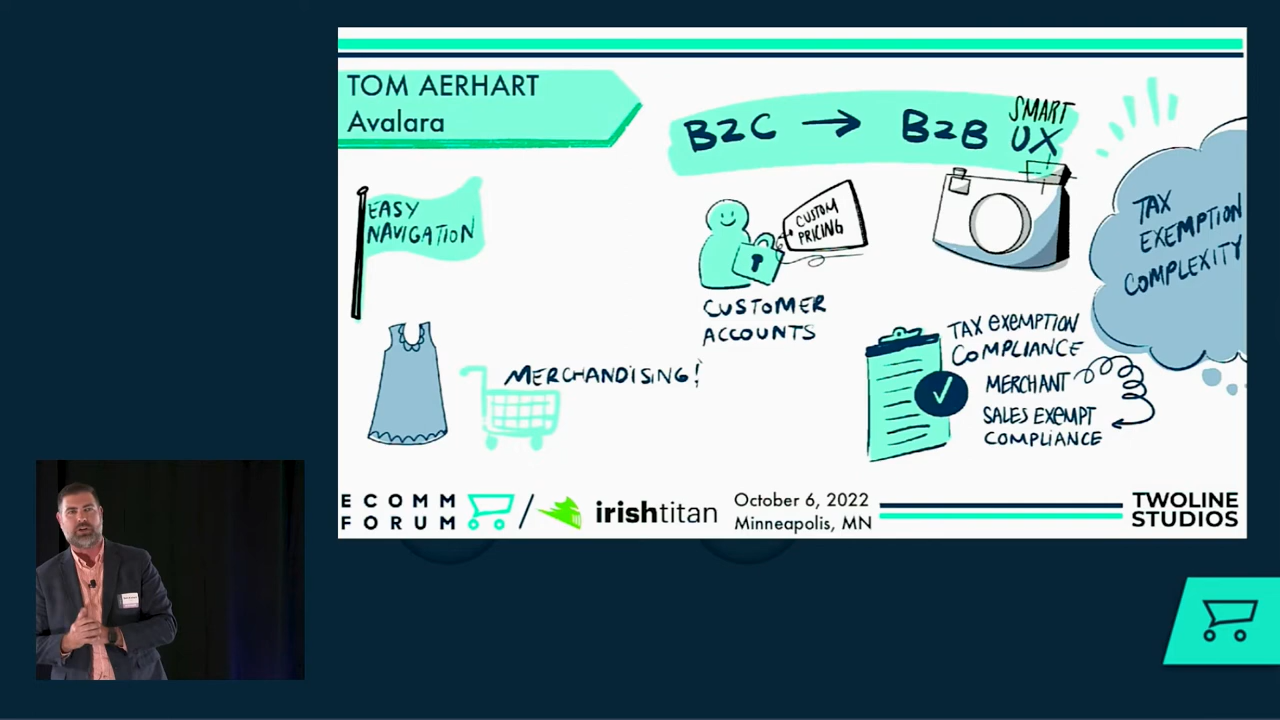 TOM AERHART
Avalara
B2C → B2B SMART UX
EASY
NAVIGATION
CUSTOM
PRICING
CUSTOMER
ACCOUNTS
MERCHANDISING!
TAX EXEMPTION
COMPLIANCE
MERCHANT
SALES EXEMPT
COMPLIANCE
TAX
EXEMPTION
COMPLEXITY
ECOMM
FORUM
irishtitan
October 6, 2022
Minneapolis, MN
TWOLINE
STUDIOS